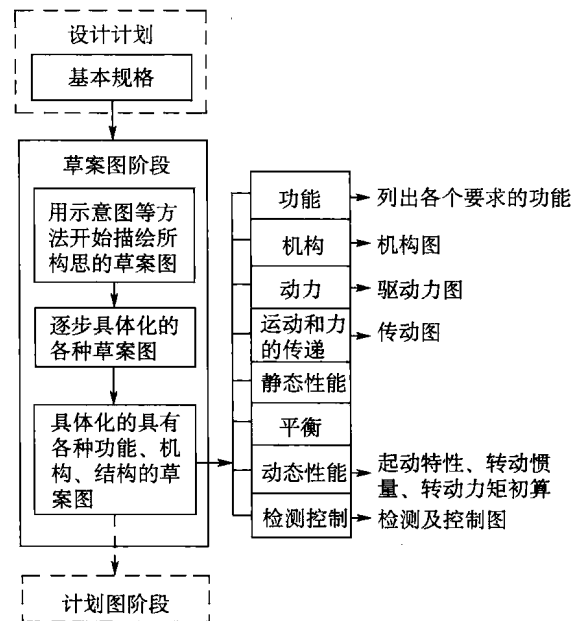 设计计划
基本规格
草案图阶段
用示意图等方
法开始描绘所
构思的草案图
逐步具体化的
各种草案图
具体化的具有
各种功能、机
构、结构的草
案图
计划图阶段
功能
列出各个要求的功能
机构
机构图
动力
驱动力图
运动和力
的传递
传动图
静态性能
平衡
动态性能
起动特性、转动惯
量、转动力矩初算
检测控制
检测及控制图